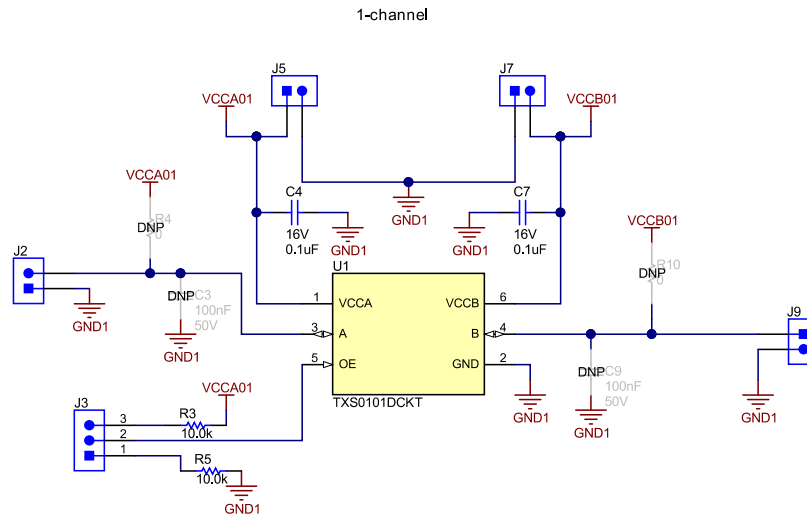 1-channel
J5
J7
VCCA01
VCCB01
VCCA01
C4
C7
GND1
VCCB01
R4
DNP
0
16V
0.1uF
GND1
GND1
16V
0.1uF
R10
DNP
0
J2
U1
DNP
C3
100nF
50V
1
VCCA
VCCB
6
GND1
3
A
B
4
J9
GND1
5
OE
GND
2
DNP
C9
100nF
50V
VCCA01
TXS0101DCKT
GND1
GND1
GND1
J3
3
R3
10.0k
2
1
R5
10.0k
GND1